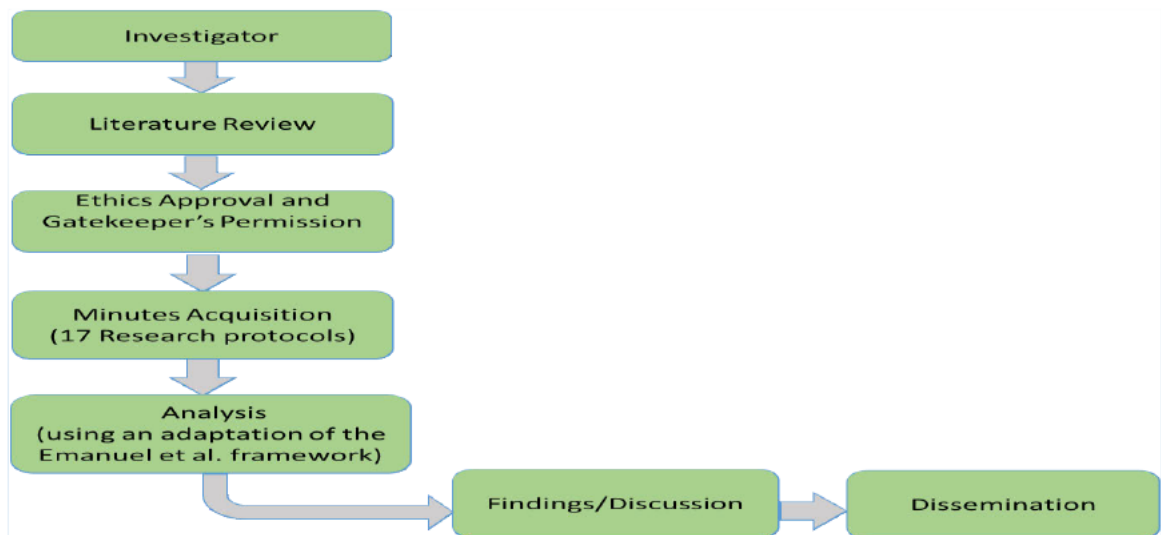 Investigator
Literature Review
Ethics Approval and
Gatekeeper’s Permission
Minutes Acquisition
(17 Research protocols)
Analysis
(using an adaptation of the
Emanuel et al. framework)
Findings/Discussion
Dissemination